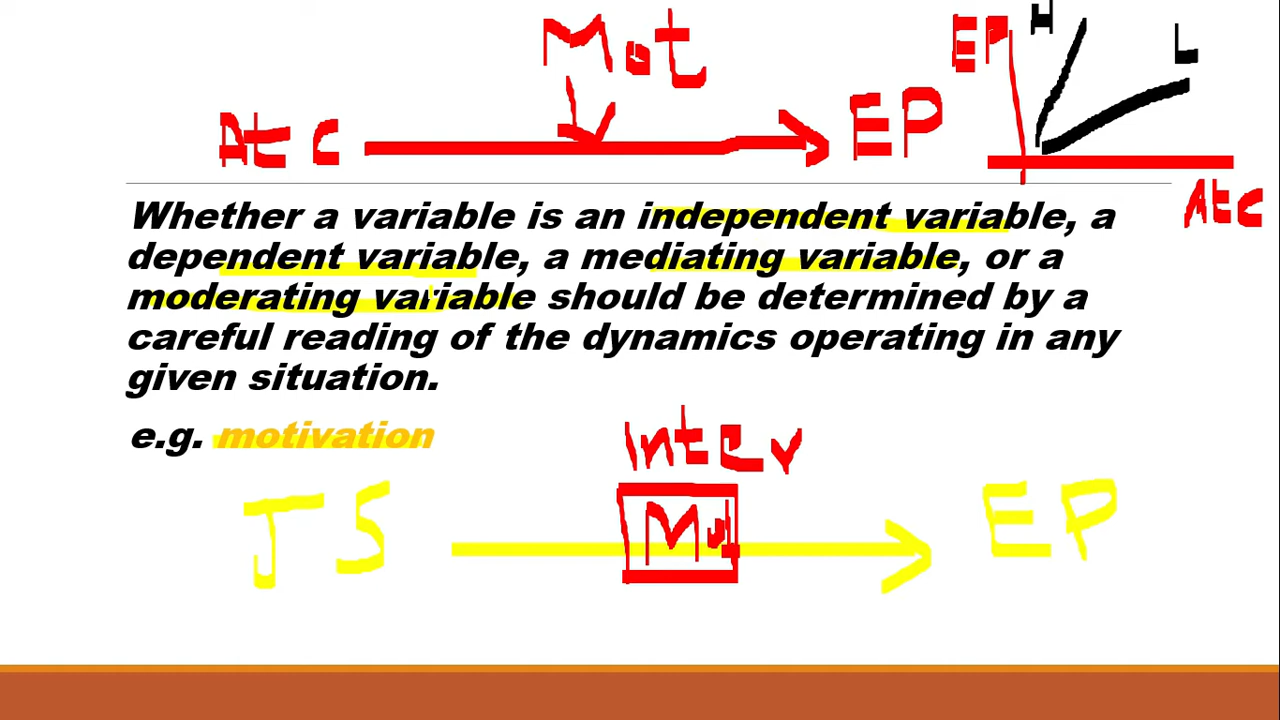 Mot
EP H L
Atc EP
Atc
Whether a variable is an independent variable, a
dependent variable, a mediating variable, or a
moderating variable should be determined by a
careful reading of the dynamics operating in any
given situation.
e.g. motivation
Interv
JS Mot EP